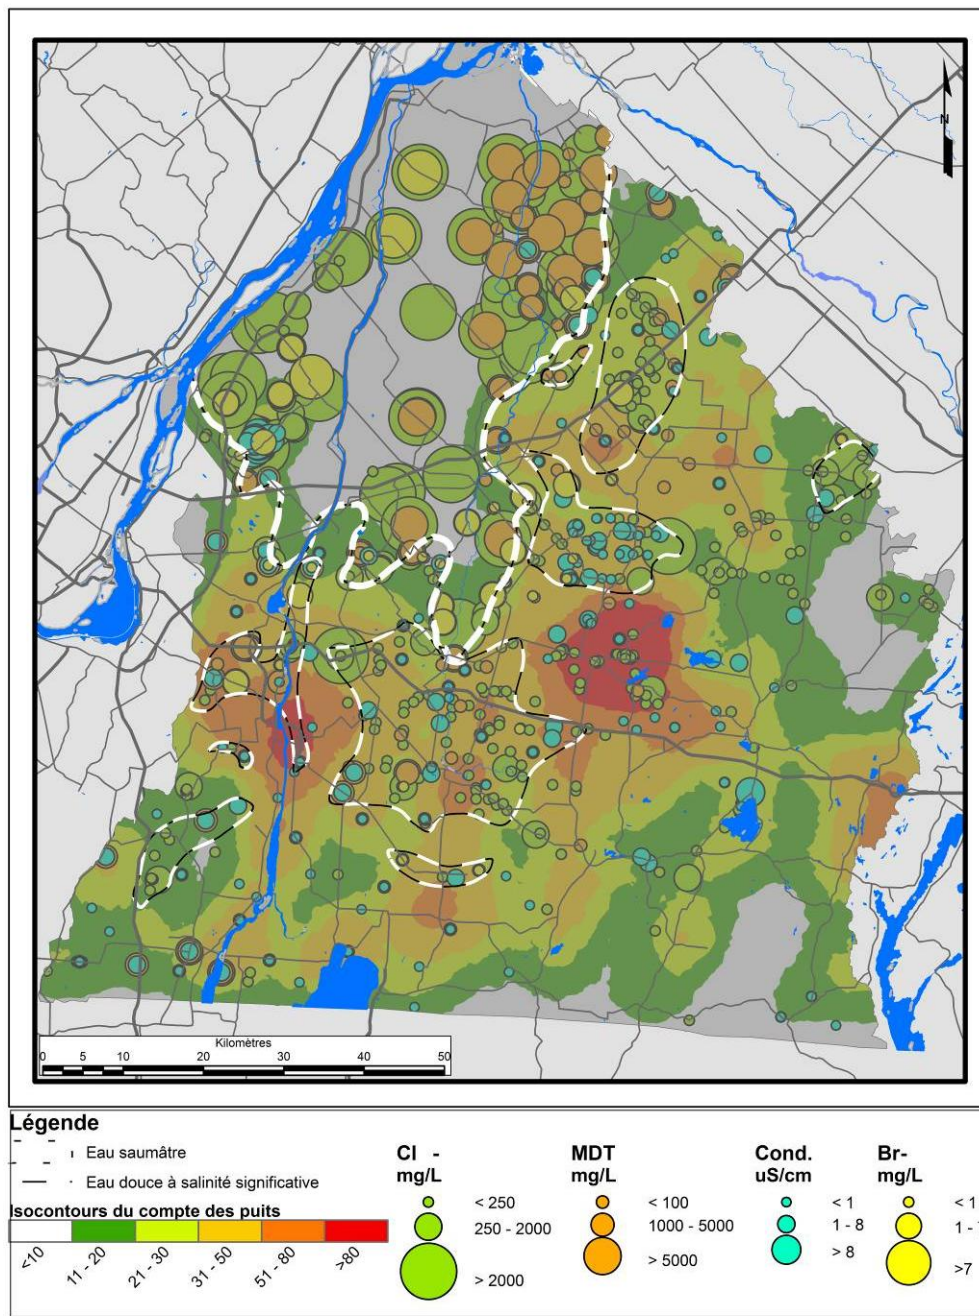 N
Kilomètres
0 5 10 20 30 40 50
Légende
Eau saumâtre
Eau douce à salinité significative
Isocontours du compte des puits
<10 11 - 20 21 - 30 31 - 50 51 - 80 >80
Cl -
mg/L
< 250
250 - 2000
> 2000
MDT
mg/L
< 100
1000 - 5000
> 5000
Cond.
uS/cm
< 1
1 - 8
> 8
Br-
mg/L
< 1
1 -
>7